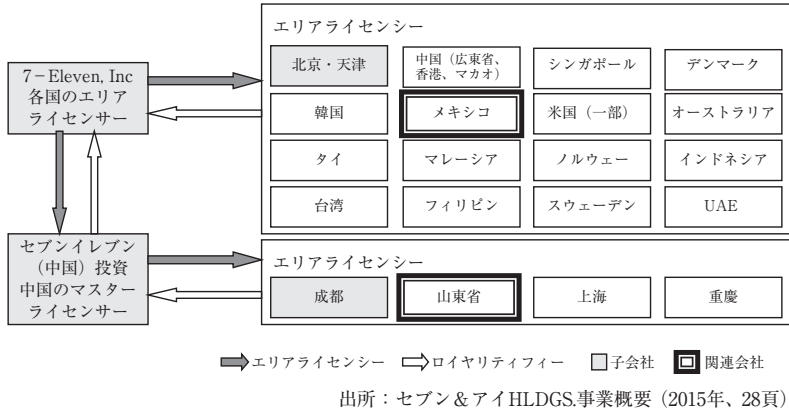 エリアライセンシー
7−Eleven, Inc
各国のエリア
ライセンサー
北京・天津
中国（広東省、
香港、マカオ）
シンガポール
デンマーク
韓国
メキシコ
米国（一部）
オーストラリア
タイ
マレーシア
ノルウェー
インドネシア
台湾
フィリピン
スウェーデン
UAE
セブンイレブン
（中国）投資
中国のマスター
ライセンサー
エリアライセンシー
成都
山東省
上海
重慶
エリアライセンシー ロイヤリティフィー 子会社 関連会社
出所：セブン＆アイHLDGS.事業概要（2015年、28頁）